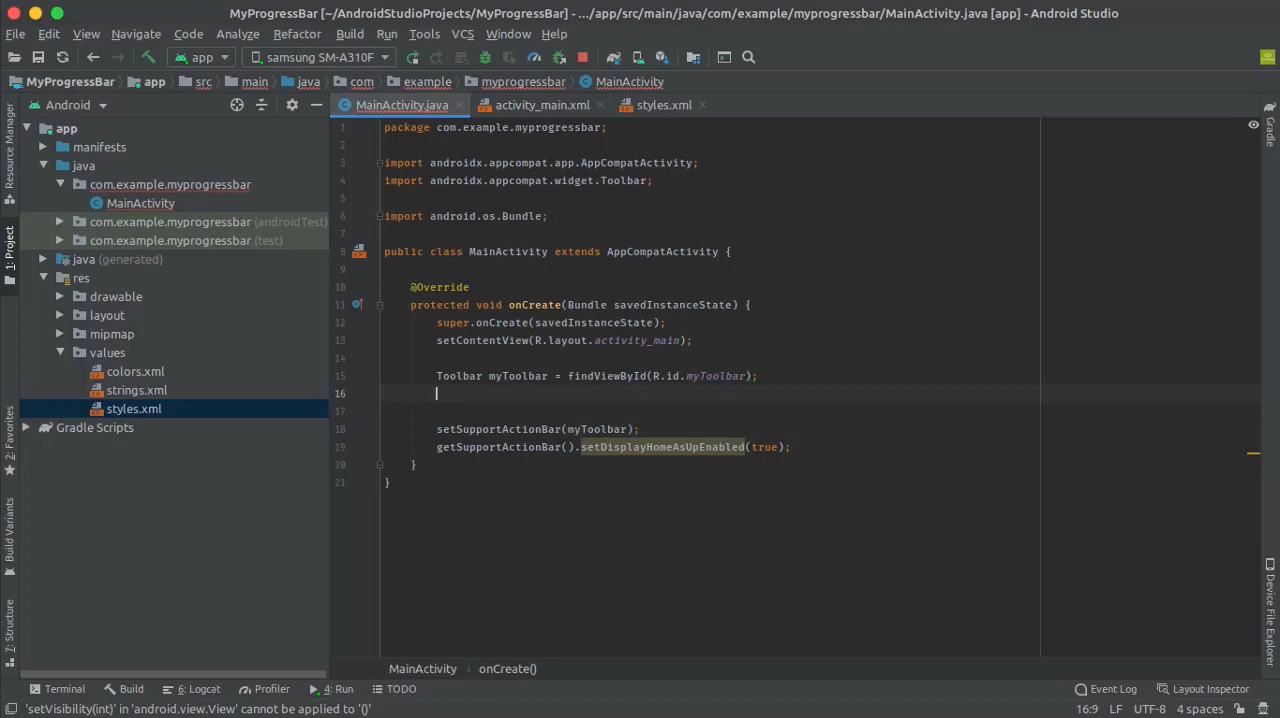 MyProgressBar [~/AndroidStudioProjects/MyProgressBar] - .../app/src/main/java/com/example/myprogressbar/MainActivity.java [app] - Android Studio
File Edit View Navigate Code Analyze Refactor Build Run Tools VCS Window Help
app samsung SM-A310F
MyProgressBar app src main java com example myprogressbar MainActivity
Android
MainActivity.java activity_main.xml styles.xml
Resource Manager
1: Project
2: Favorites
Build Variants
7: Structure
app
manifests
java
com.example.myprogressbar
MainActivity
com.example.myprogressbar (androidTest)
com.example.myprogressbar (test)
java (generated)
res
drawable
layout
mipmap
values
colors.xml
strings.xml
styles.xml
Gradle Scripts
1 package com.example.myprogressbar;
2
3 import androidx.appcompat.app.AppCompatActivity;
4 import androidx.appcompat.widget.Toolbar;
5
6 import android.os.Bundle;
8 public class MainActivity extends AppCompatActivity {
9
10 @Override
11 protected void onCreate(Bundle savedInstanceState) {
12 super.onCreate(savedInstanceState);
13 setContentView(R.layout.activity_main);
14
15 Toolbar myToolbar = findViewById(R.id.myToolbar);
16
17
18 setSupportActionBar(myToolbar);
19 getSupportActionBar().setDisplayHomeAsUpEnabled(true);
20 }
21 }
Gradle
Device File Explorer
MainActivity onCreate()
Terminal Build 6: Logcat Profiler 4: Run TODO Event Log Layout Inspector
'setVisibility(int)' in 'android.view.View' cannot be applied to '()' 16:9 LF UTF-8 4 spaces